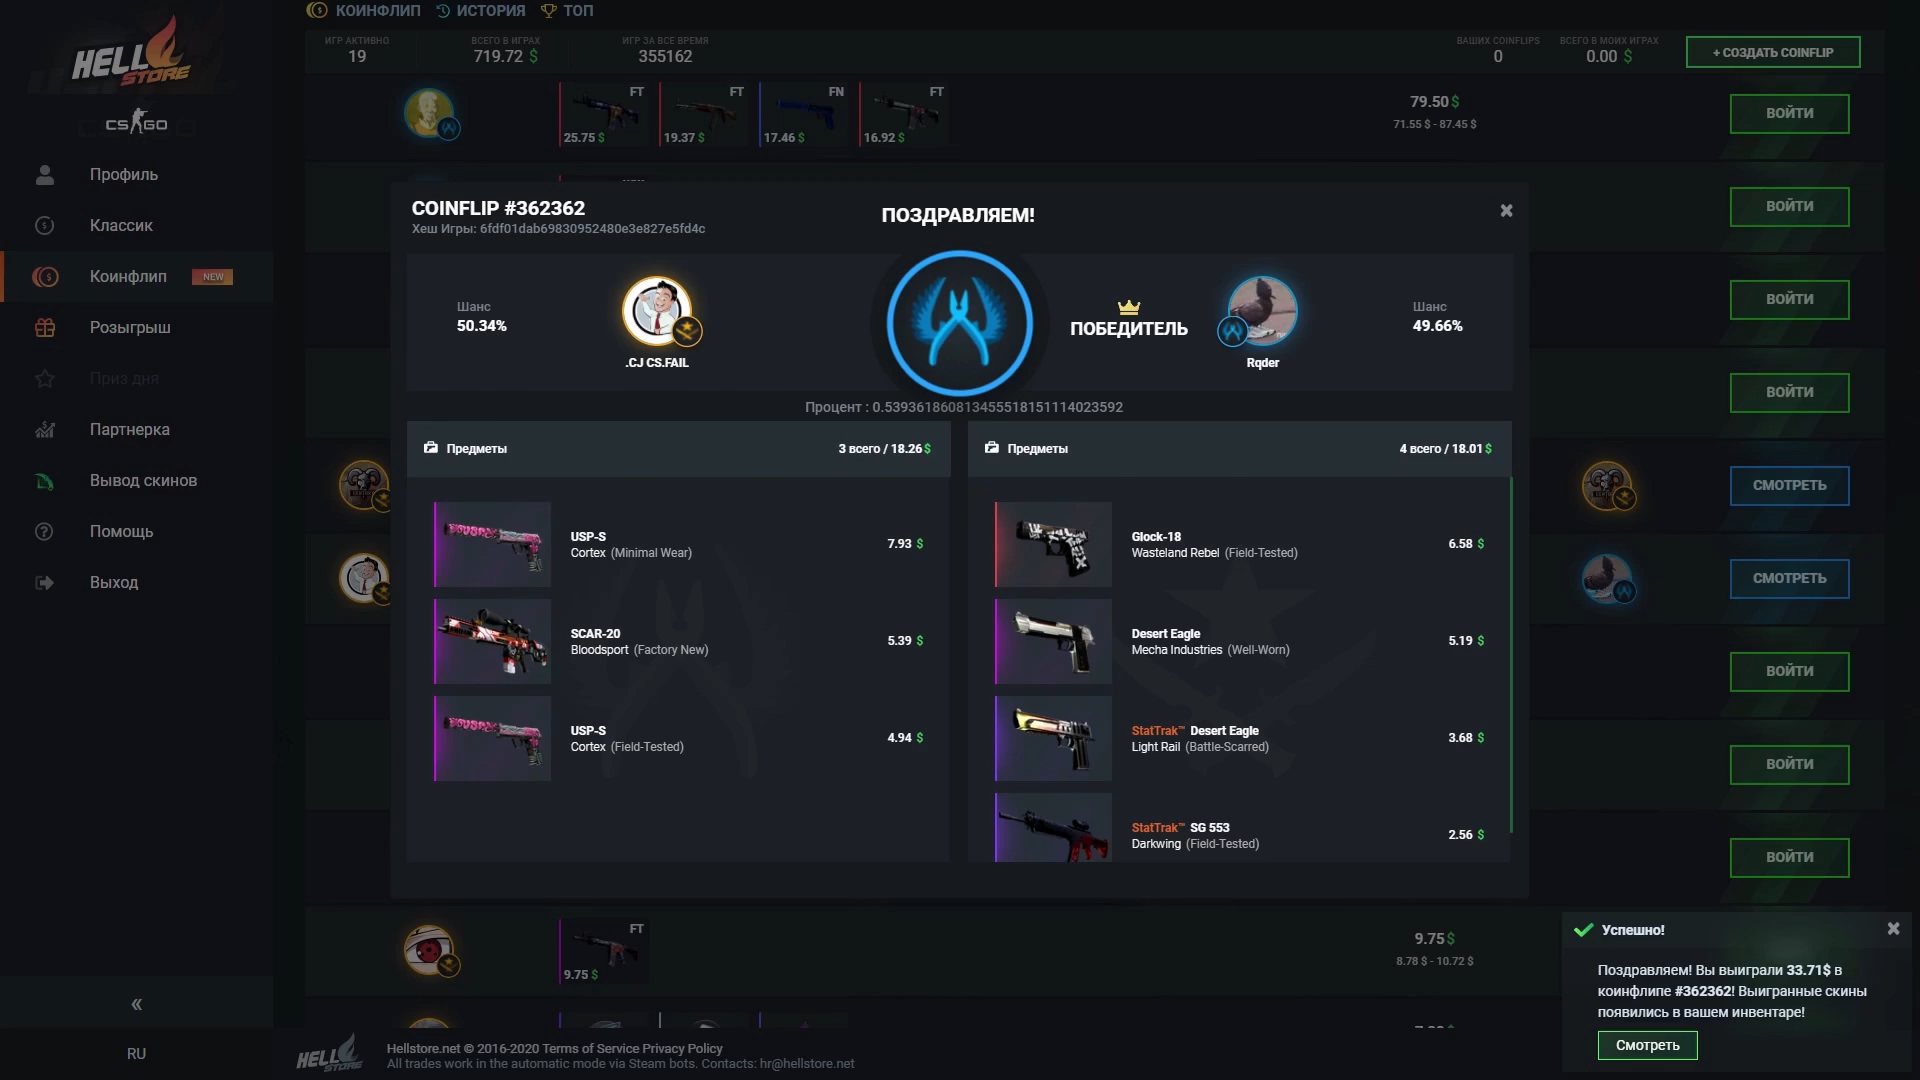 HELL
STORE
CS GO
Профиль
Классик
Коинфлип NEW
Розыгрыш
Приз дня
Партнерка
Вывод скинов
Помощь
Выход
«
RU
КОИНФЛИП ИСТОРИЯ ТОП
ИГР АКТИВНО
19
ВСЕГО В ИГРАХ
719.72 $
ИГР ЗА ВСЕ ВРЕМЯ
355162
ВАШИХ COINFLIPS
0
ВСЕГО В МОИХ ИГРАХ
0.00 $
+ СОЗДАТЬ COINFLIP
FT
25.75 $
FT
19.37 $
FN
17.46 $
FT
16.92 $
79.50 $
71.55 $ - 87.45 $
ВОЙТИ
ВОЙТИ
ВОЙТИ
ВОЙТИ
СМОТРЕТЬ
СМОТРЕТЬ
ВОЙТИ
ВОЙТИ
ВОЙТИ
COINFLIP #362362
Хеш Игры: 6fdf01dab69830952480e3e827e5fd4c
ПОЗДРАВЛЯЕМ!
Шанс
50.34%
.CJ CS.FAIL
ПОБЕДИТЕЛЬ
Rqder
Шанс
49.66%
Процент : 0.5393618608134555518151114023592
Предметы 3 всего / 18.26 $
USP-S
Cortex (Minimal Wear)
7.93 $
SCAR-20
Bloodsport (Factory New)
5.39 $
USP-S
Cortex (Field-Tested)
4.94 $
Предметы 4 всего / 18.01 $
Glock-18
Wasteland Rebel (Field-Tested)
6.58 $
Desert Eagle
Mecha Industries (Well-Worn)
5.19 $
StatTrak™ Desert Eagle
Light Rail (Battle-Scarred)
3.68 $
StatTrak™ SG 553
Darkwing (Field-Tested)
2.56 $
FT
9.75 $
9.75 $
8.78 $ - 10.72 $
Успешно!
Поздравляем! Вы выиграли 33.71$ в
коинфлипе #362362! Выигранные скины
появились в вашем инвентаре!
Смотреть
HELL
STORE
Hellstore.net © 2016-2020 Terms of Service Privacy Policy
All trades work in the automatic mode via Steam bots. Contacts: hr@hellstore.net